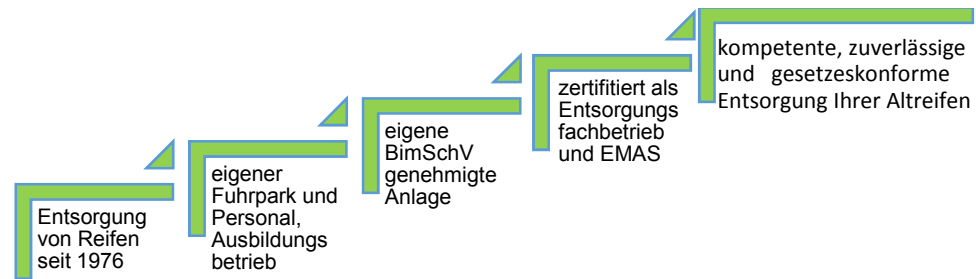 Entsorgung
von Reifen
seit 1976
eigener
Fuhrpark und
Personal,
Ausbildungs
betrieb
eigene
BimSchV
genehmigte
Anlage
zertifitiert als
Entsorgungs
fachbetrieb
und EMAS
kompetente, zuverlässige
und gesetzeskonforme
Entsorgung Ihrer Altreifen